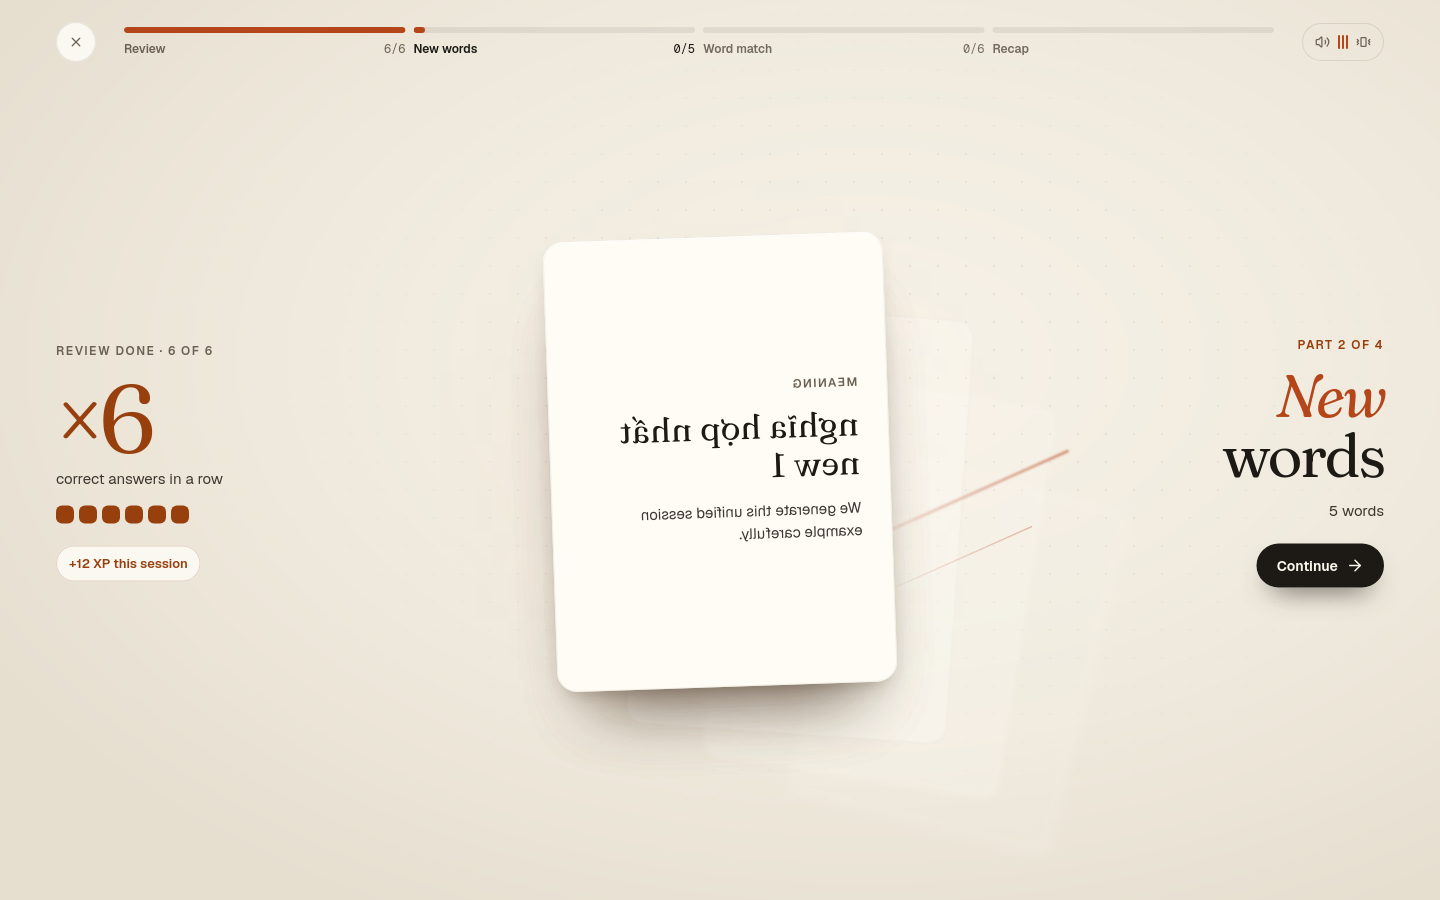 Review 6/6 New words 0/5 Word match 0/6 Recap
REVIEW DONE · 6 OF 6
×6
correct answers in a row
+12 XP this session
MEANING
nghĩa hợp nhất
new 1
We generate this unified session
example carefully.
PART 2 OF 4
New
words
5 words
Continue